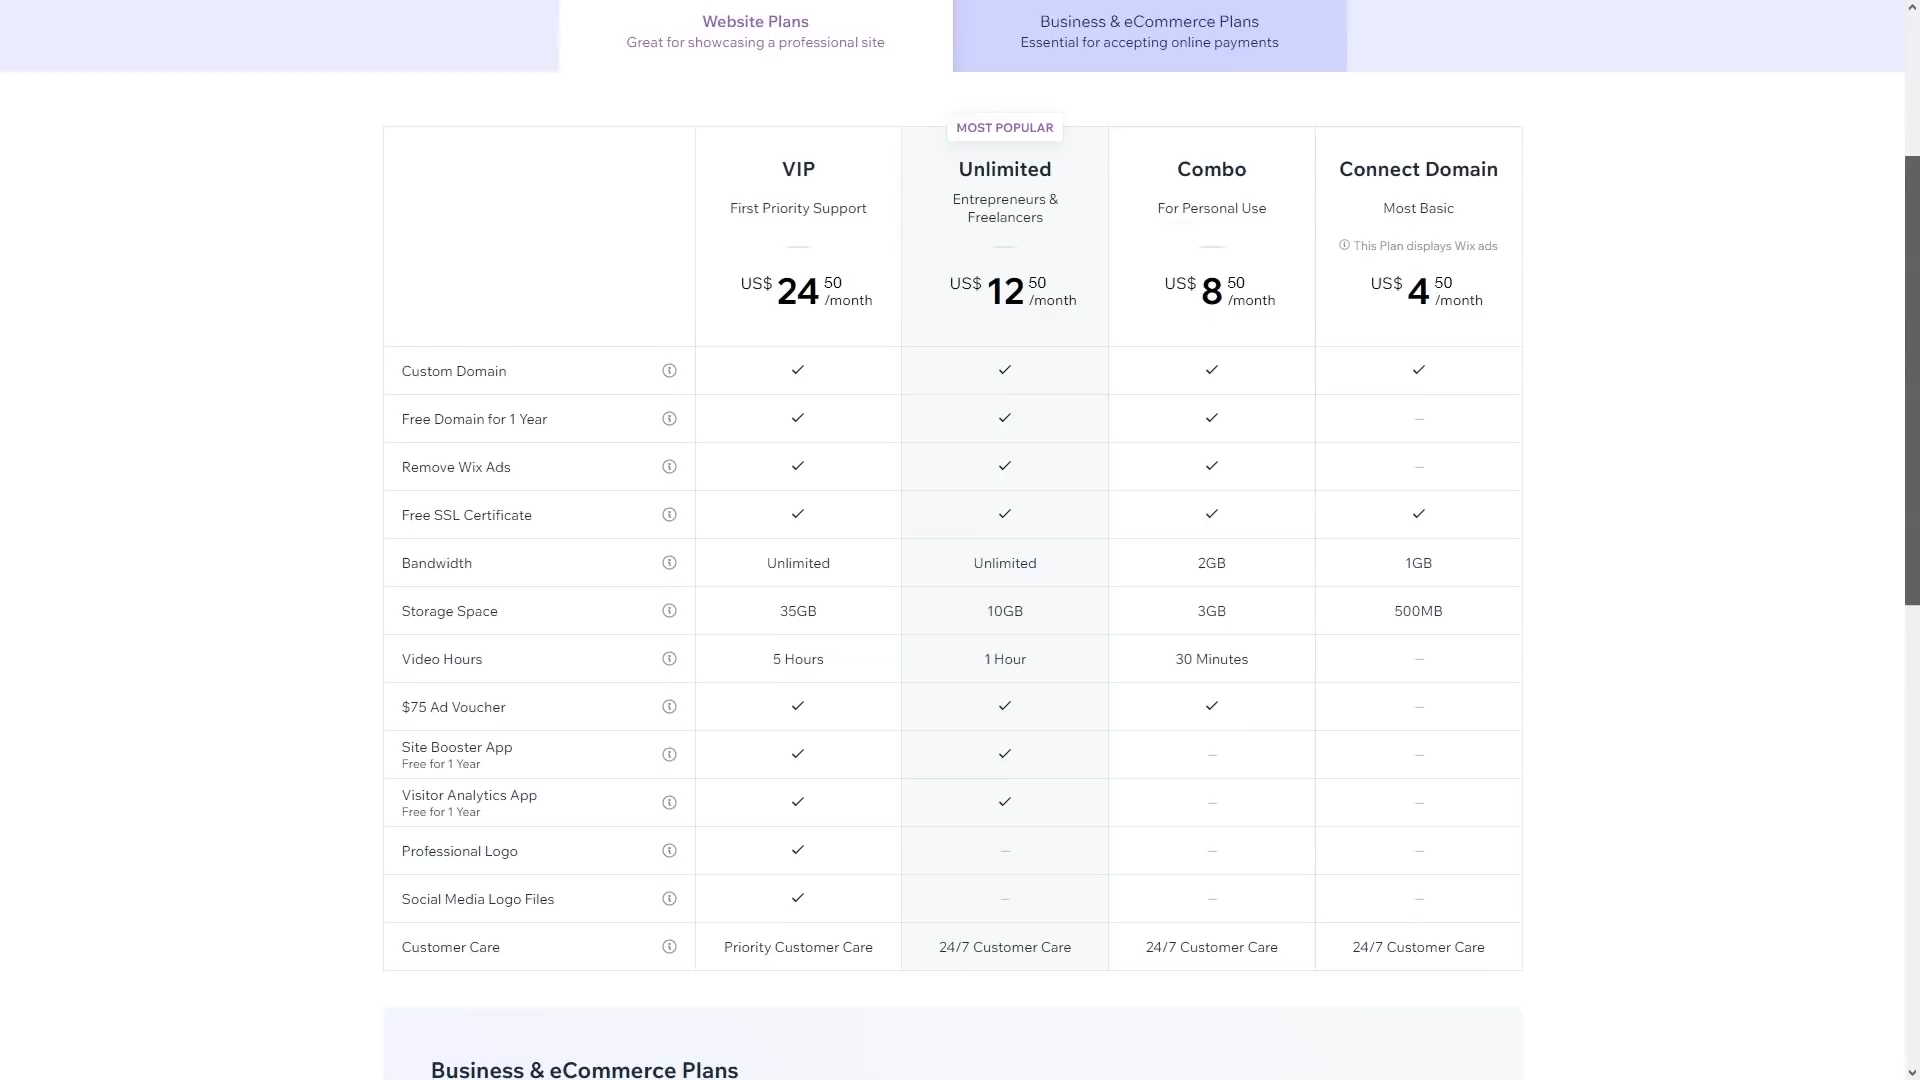 Website Plans
Great for showcasing a professional site
Business & eCommerce Plans
Essential for accepting online payments
MOST POPULAR
VIP
First Priority Support
US$ 24 50 /month
Unlimited
Entrepreneurs &
Freelancers
US$ 12 50 /month
Combo
For Personal Use
US$ 8 50 /month
Connect Domain
Most Basic
This Plan displays Wix ads
US$ 4 50 /month
Custom Domain ✓ ✓ ✓ ✓
Free Domain for 1 Year ✓ ✓ ✓ –
Remove Wix Ads ✓ ✓ ✓ –
Free SSL Certificate ✓ ✓ ✓ ✓
Bandwidth Unlimited Unlimited 2GB 1GB
Storage Space 35GB 10GB 3GB 500MB
Video Hours 5 Hours 1 Hour 30 Minutes –
$75 Ad Voucher ✓ ✓ ✓ –
Site Booster App ✓ ✓ – –
Free for 1 Year
Visitor Analytics App ✓ ✓ – –
Free for 1 Year
Professional Logo ✓ – – –
Social Media Logo Files ✓ – – –
Customer Care Priority Customer Care 24/7 Customer Care 24/7 Customer Care 24/7 Customer Care
Business & eCommerce Plans